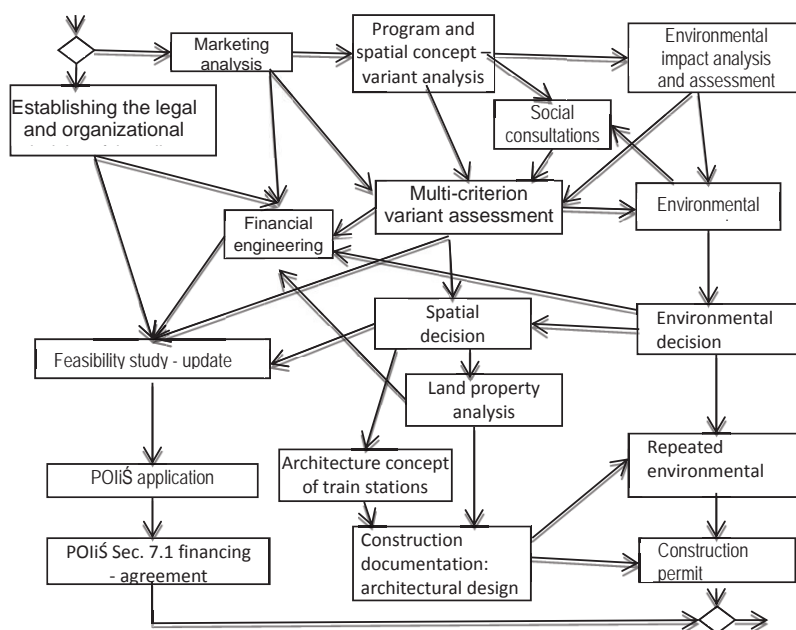 Marketing
analysis
Program and
spatial concept –
variant analysis
Environmental
impact analysis
and assessment
Establishing the legal
and organizational
Social
consultations
Multi-criterion
variant assessment
Environmental
Financial
engineering
Spatial
decision
Environmental
decision
Feasibility study - update
Land property
analysis
Architecture concept
of train stations
Repeated
environmental
POIiŚ application
POIiŚ Sec. 7.1 financing
- agreement
Construction
documentation:
architectural design
Construction
permit